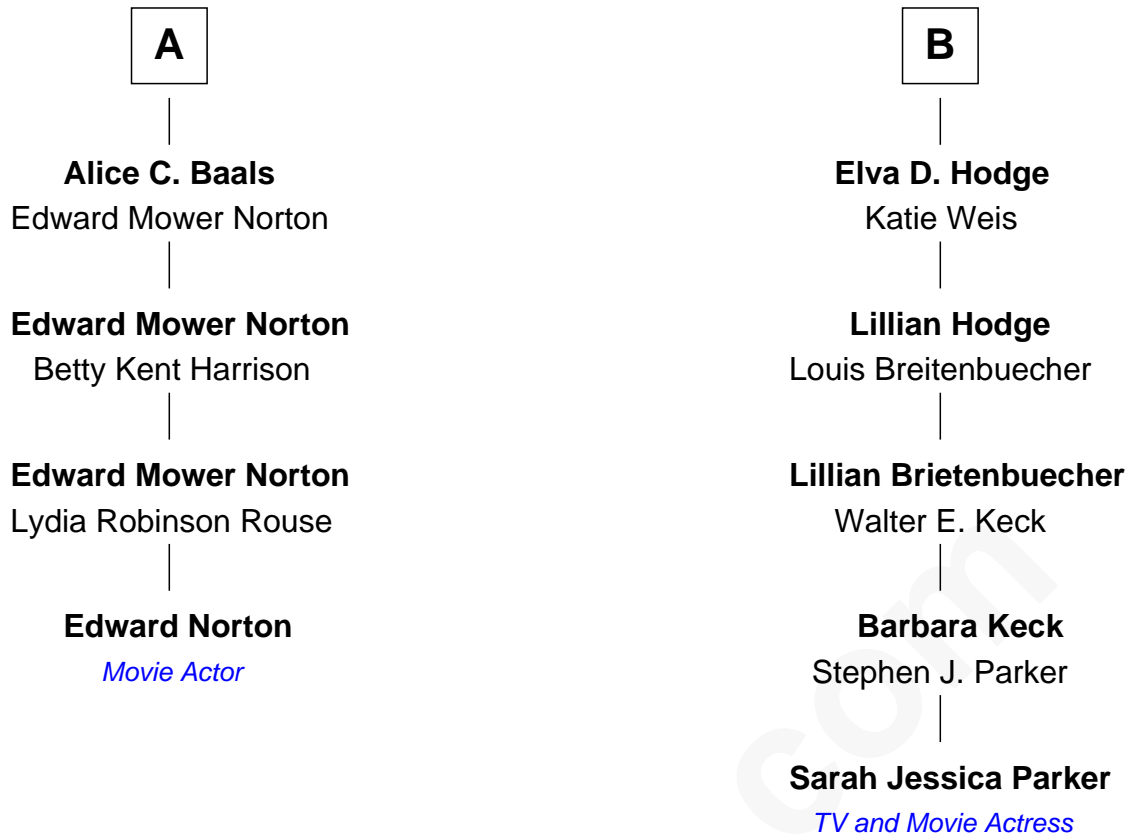 A
Alice C. Baals
Edward Mower Norton
Edward Mower Norton
Betty Kent Harrison
Edward Mower Norton
Lydia Robinson Rouse
Edward Norton
Movie Actor
B
Elva D. Hodge
Katie Weis
Lillian Hodge
Louis Breitenbuecher
Lillian Brietenbuecher
Walter E. Keck
Barbara Keck
Stephen J. Parker
Sarah Jessica Parker
TV and Movie Actress
com